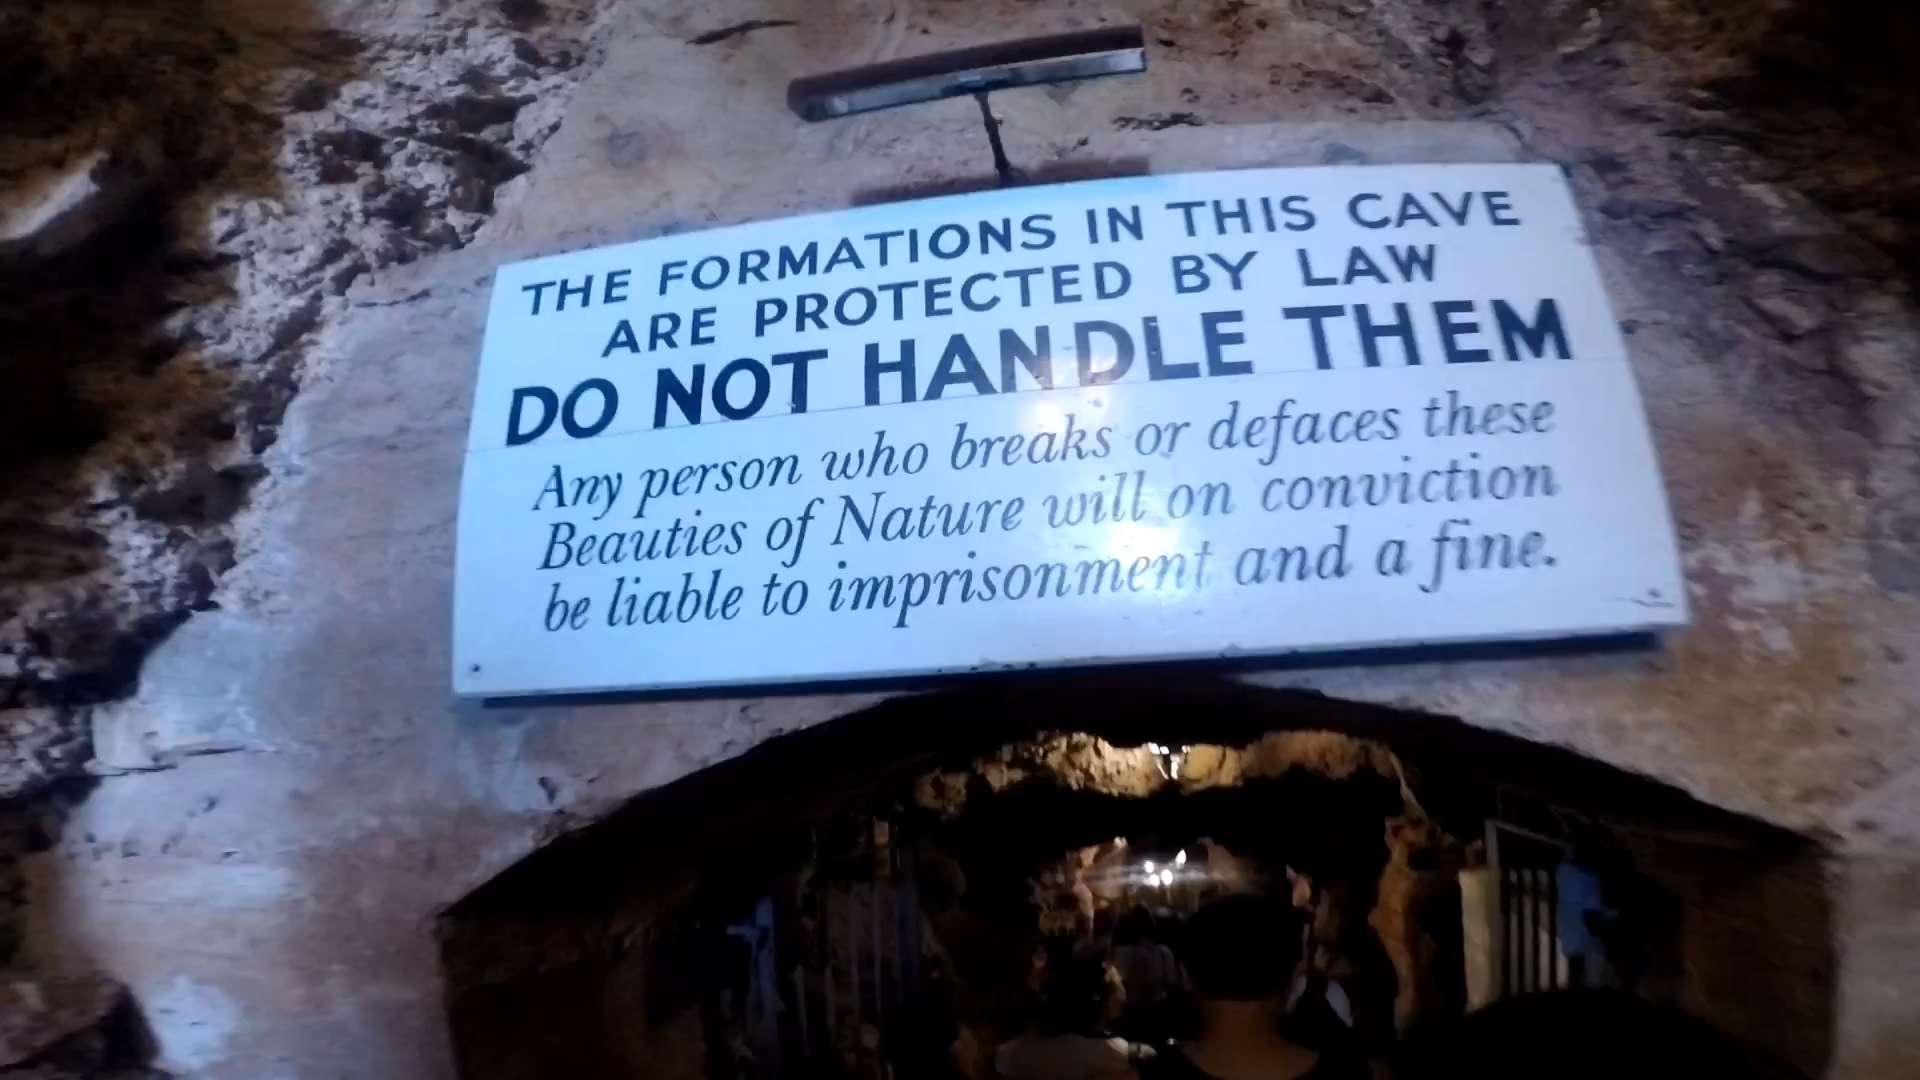 THE FORMATIONS IN THIS CAVE
ARE PROTECTED BY LAW
DO NOT HANDLE THEM
Any person who breaks or defaces these
Beauties of Nature will on conviction
be liable to imprisonment and a fine.